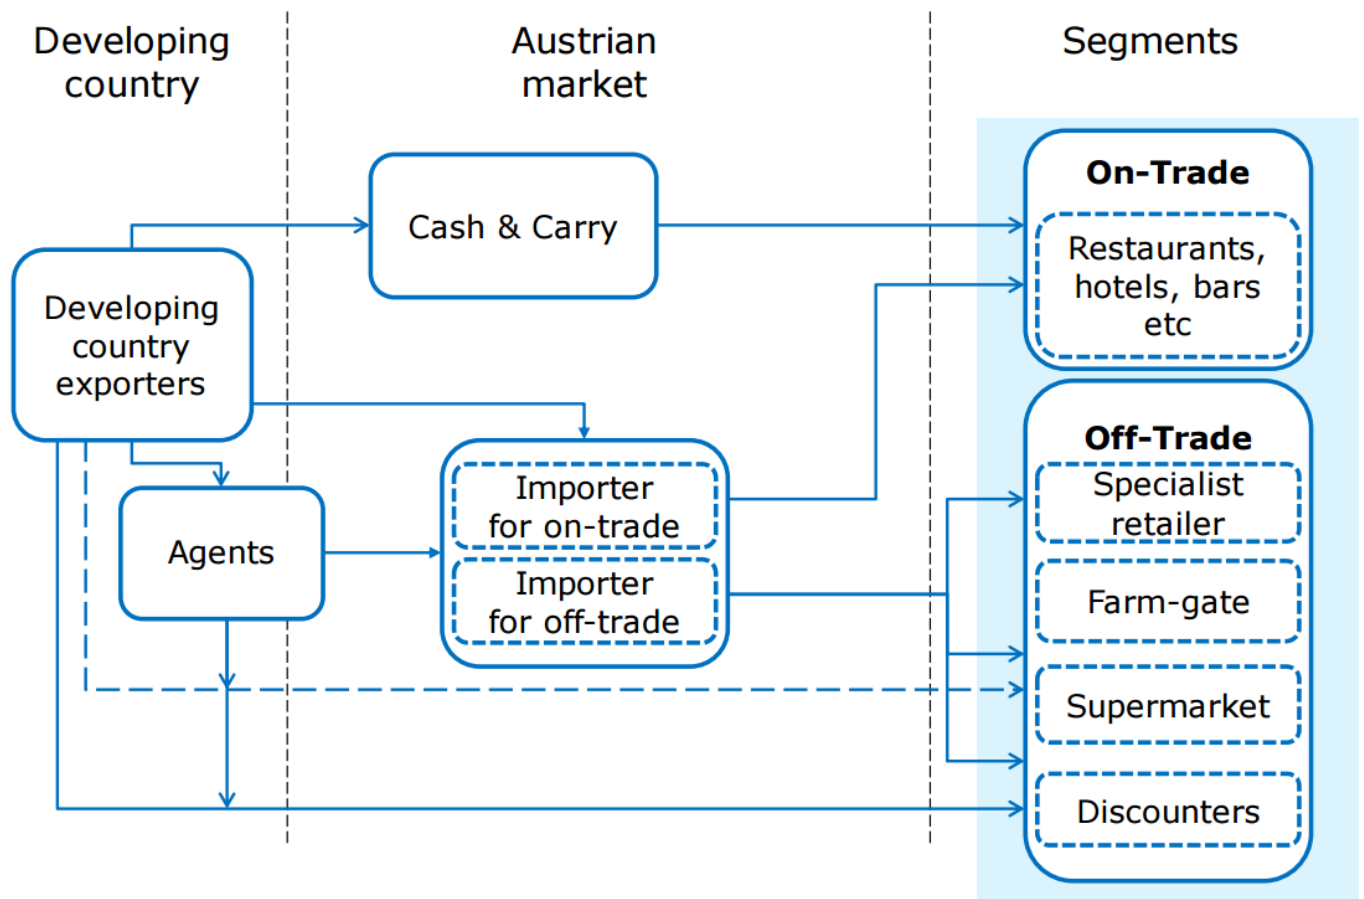 Developing
country
Austrian
market
Segments
On-Trade
Cash & Carry
Restaurants,
hotels, bars
etc
Developing
country
exporters
Off-Trade
Specialist
retailer
Importer
for on-trade
Agents
Importer
for off-trade
Farm-gate
Supermarket
Discounters